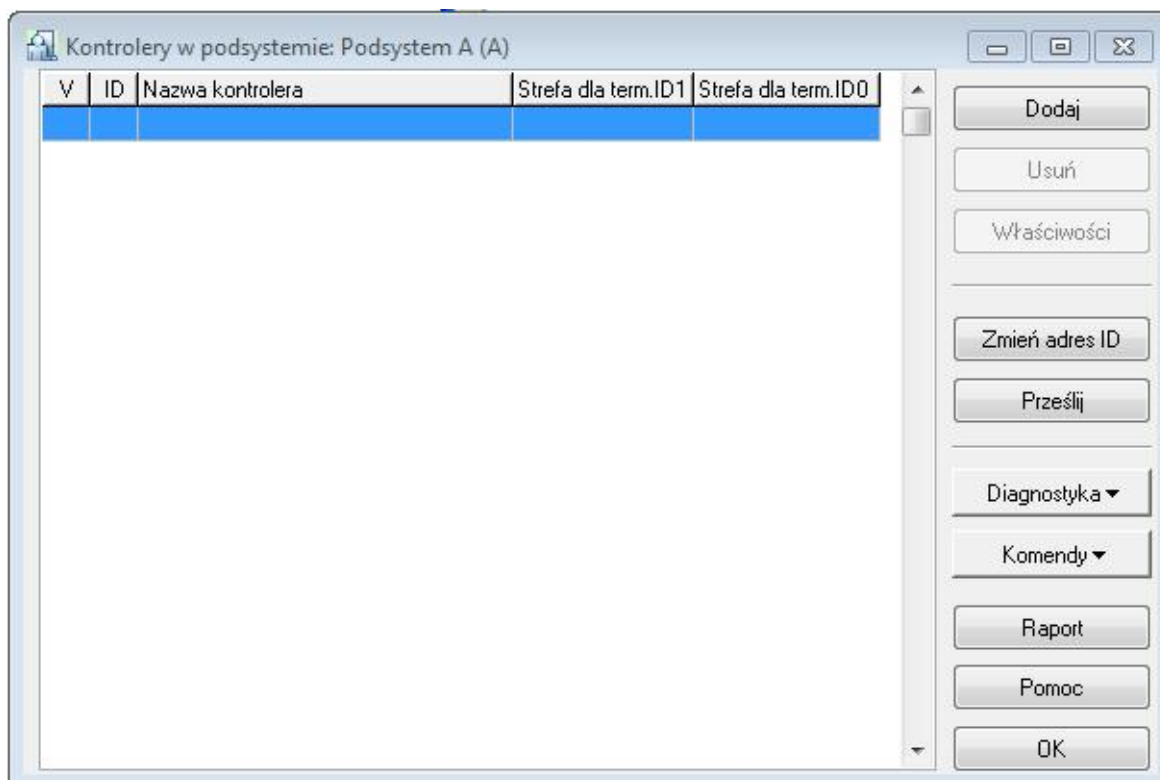 Kontrolery w podsystemie: Podsystem A (A)
V ID Nazwa kontrolera Strefa dla term.ID1 Strefa dla term.ID0
Dodaj
Usuń
Właściwości
Zmień adres ID
Prześlij
Diagnostyka
Komendy
Raport
Pomoc
OK